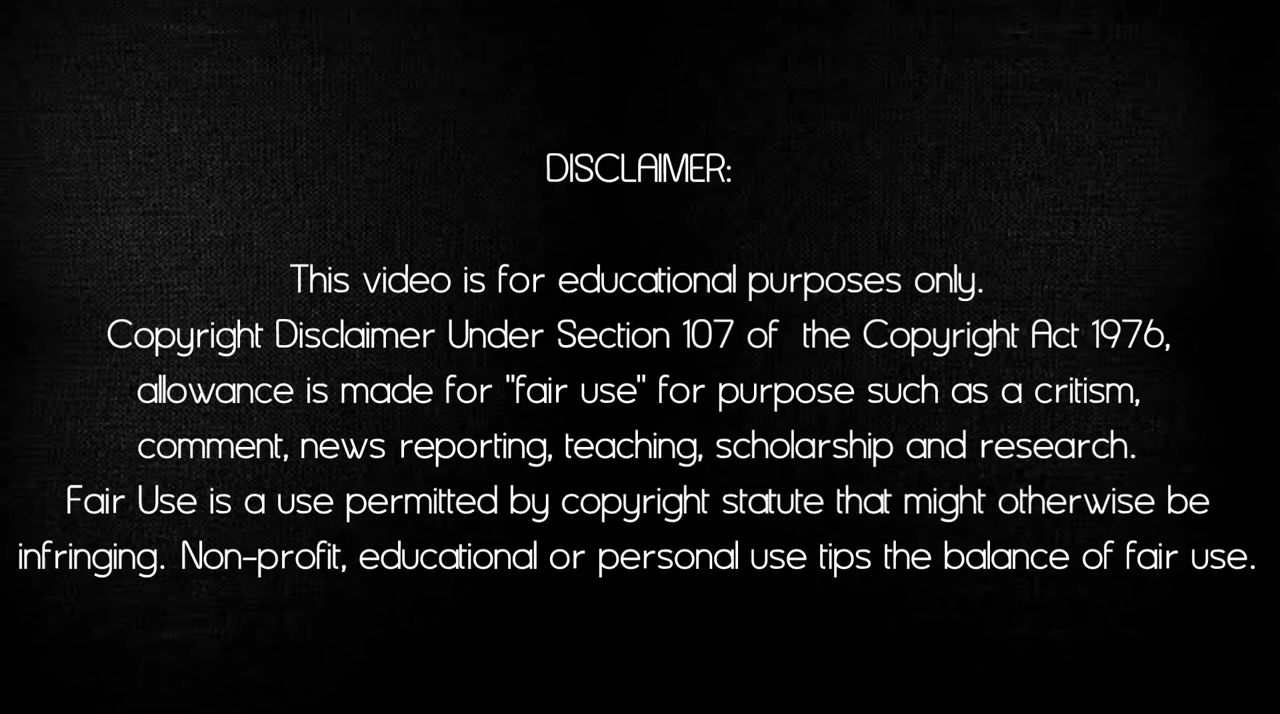 DISCLAIMER:
This video is for educational purposes only.
Copyright Disclaimer Under Section 107 of the Copyright Act 1976,
allowance is made for "fair use" for purpose such as a critism,
comment, news reporting, teaching, scholarship and research.
Fair Use is a use permitted by copyright statute that might otherwise be
infringing. Non-profit, educational or personal use tips the balance of fair use.